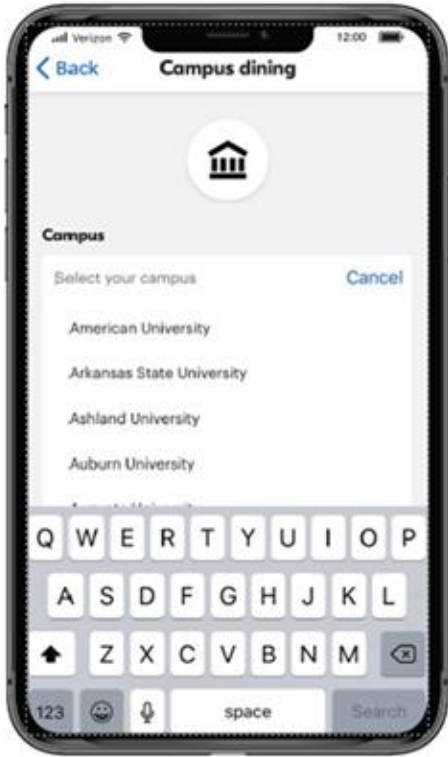 Verizon 12:00
Back Campus dining
Campus
Select your campus Cancel
American University
Arkansas State University
Ashland University
Auburn University
Q W E R T Y U I O P
A S D F G H J K L
Z X C V B N M
123 space Search